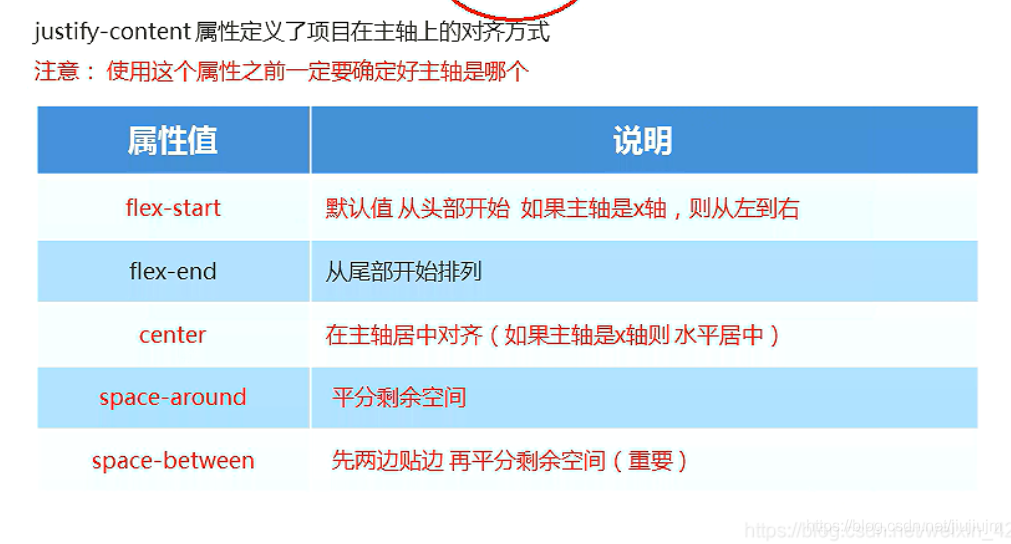 justify-content 属性定义了项目在主轴上的对齐方式
注意： 使用这个属性之前一定要确定好主轴是哪个
属性值 说明
flex-start 默认值 从头部开始 如果主轴是x轴，则从左到右
flex-end 从尾部开始排列
center 在主轴居中对齐（如果主轴是x轴则 水平居中）
space-around 平分剩余空间
space-between 先两边贴边 再平分剩余空间（重要）